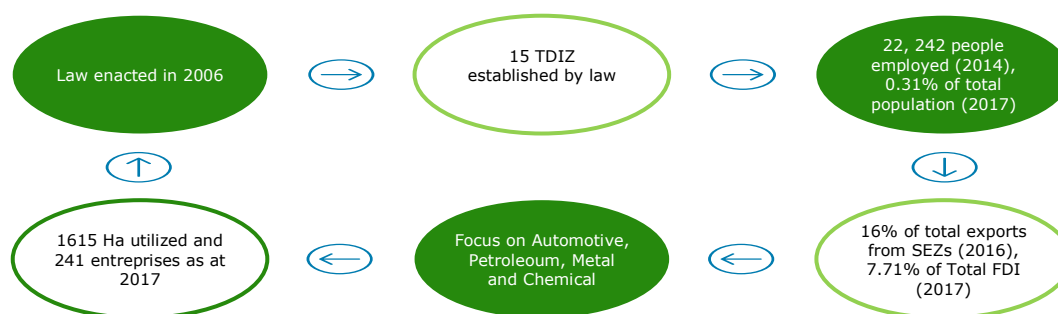 Law enacted in 2006
15 TDIZ
established by law
22, 242 people
employed (2014),
0.31% of total
population (2017)
16% of total exports
from SEZs (2016),
7.71% of Total FDI
(2017)
Focus on Automotive,
Petroleoum, Metal
and Chemical
1615 Ha utilized and
241 entreprises as at
2017